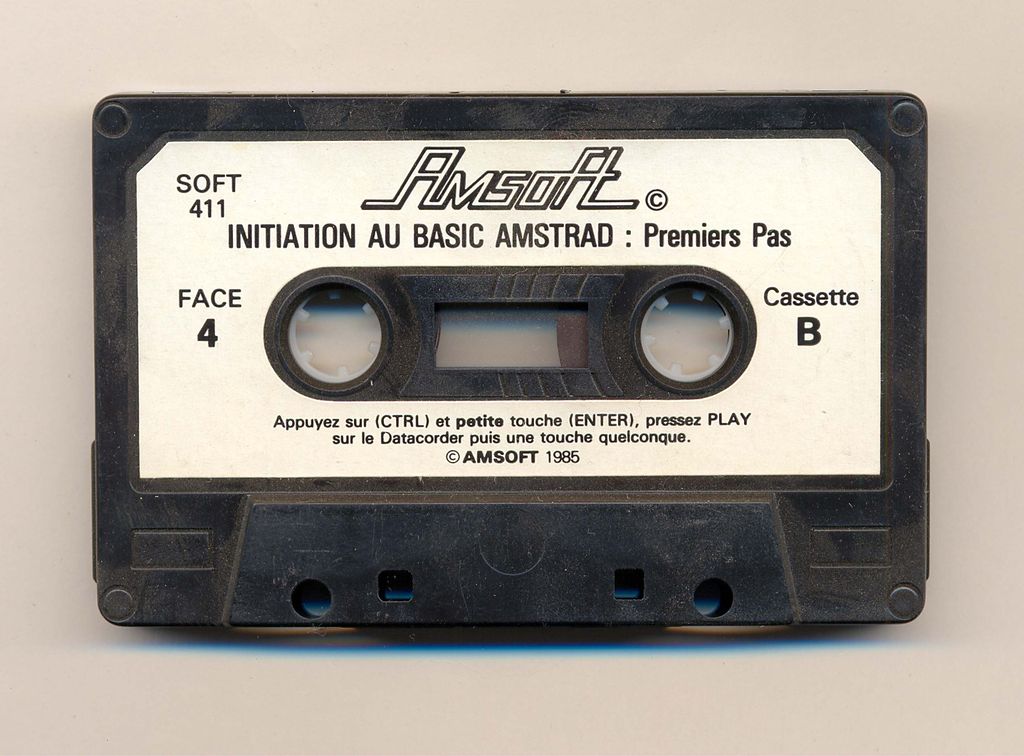 Amsoft ©
SOFT
411
INITIATION AU BASIC AMSTRAD : Premiers Pas
FACE
4
Cassette
B
Appuyez sur (CTRL) et petite touche (ENTER), pressez PLAY
sur le Datacorder puis une touche quelconque.
© AMSOFT 1985